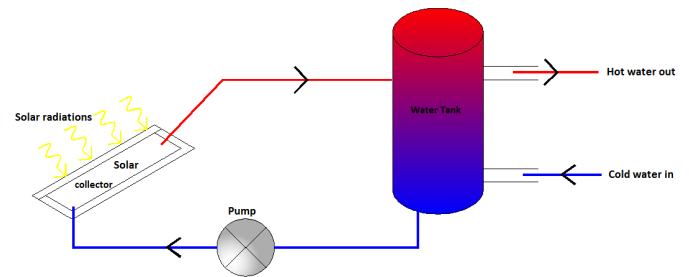 Hot water out
Water Tank
Solar radiations
Solar
collector
Cold water in
Pump